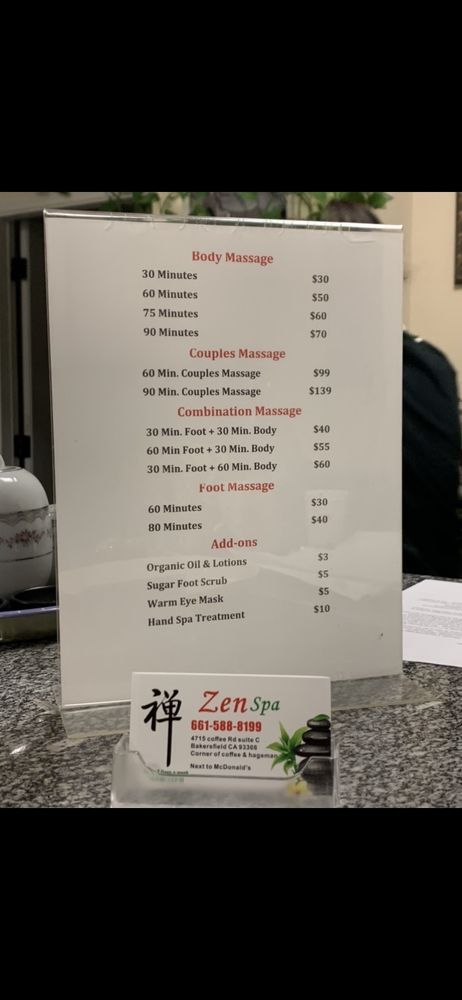 Body Massage
30 Minutes $30
60 Minutes $50
75 Minutes $60
90 Minutes $70
Couples Massage
60 Min. Couples Massage $99
90 Min. Couples Massage $139
Combination Massage
30 Min. Foot + 30 Min. Body $40
60 Min Foot + 30 Min. Body $55
30 Min. Foot + 60 Min. Body $60
Foot Massage
60 Minutes $30
80 Minutes $40
Add-ons
Organic Oil & Lotions $3
Sugar Foot Scrub $5
Warm Eye Mask $5
Hand Spa Treatment $10
禅
Zen Spa
661-588-8199
4715 coffee Rd suite C
Bakersfield CA 93308
Corner of coffee & hageman
Next to McDonald's